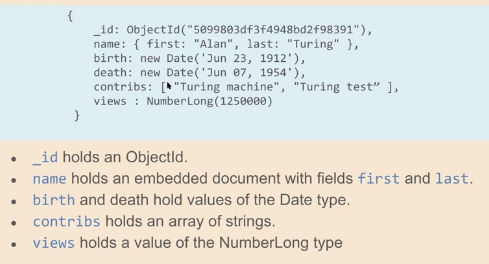 {
_id: ObjectId("5099803df3f4948bd2f98391"),
name: { first: "Alan", last: "Turing" },
birth: new Date('Jun 23, 1912'),
death: new Date('Jun 07, 1954'),
contribs: ["Turing machine", "Turing test” ],
views : NumberLong(1250000)
}
• _id holds an ObjectId.
• name holds an embedded document with fields first and last.
• birth and death hold values of the Date type.
• contribs holds an array of strings.
• views holds a value of the NumberLong type